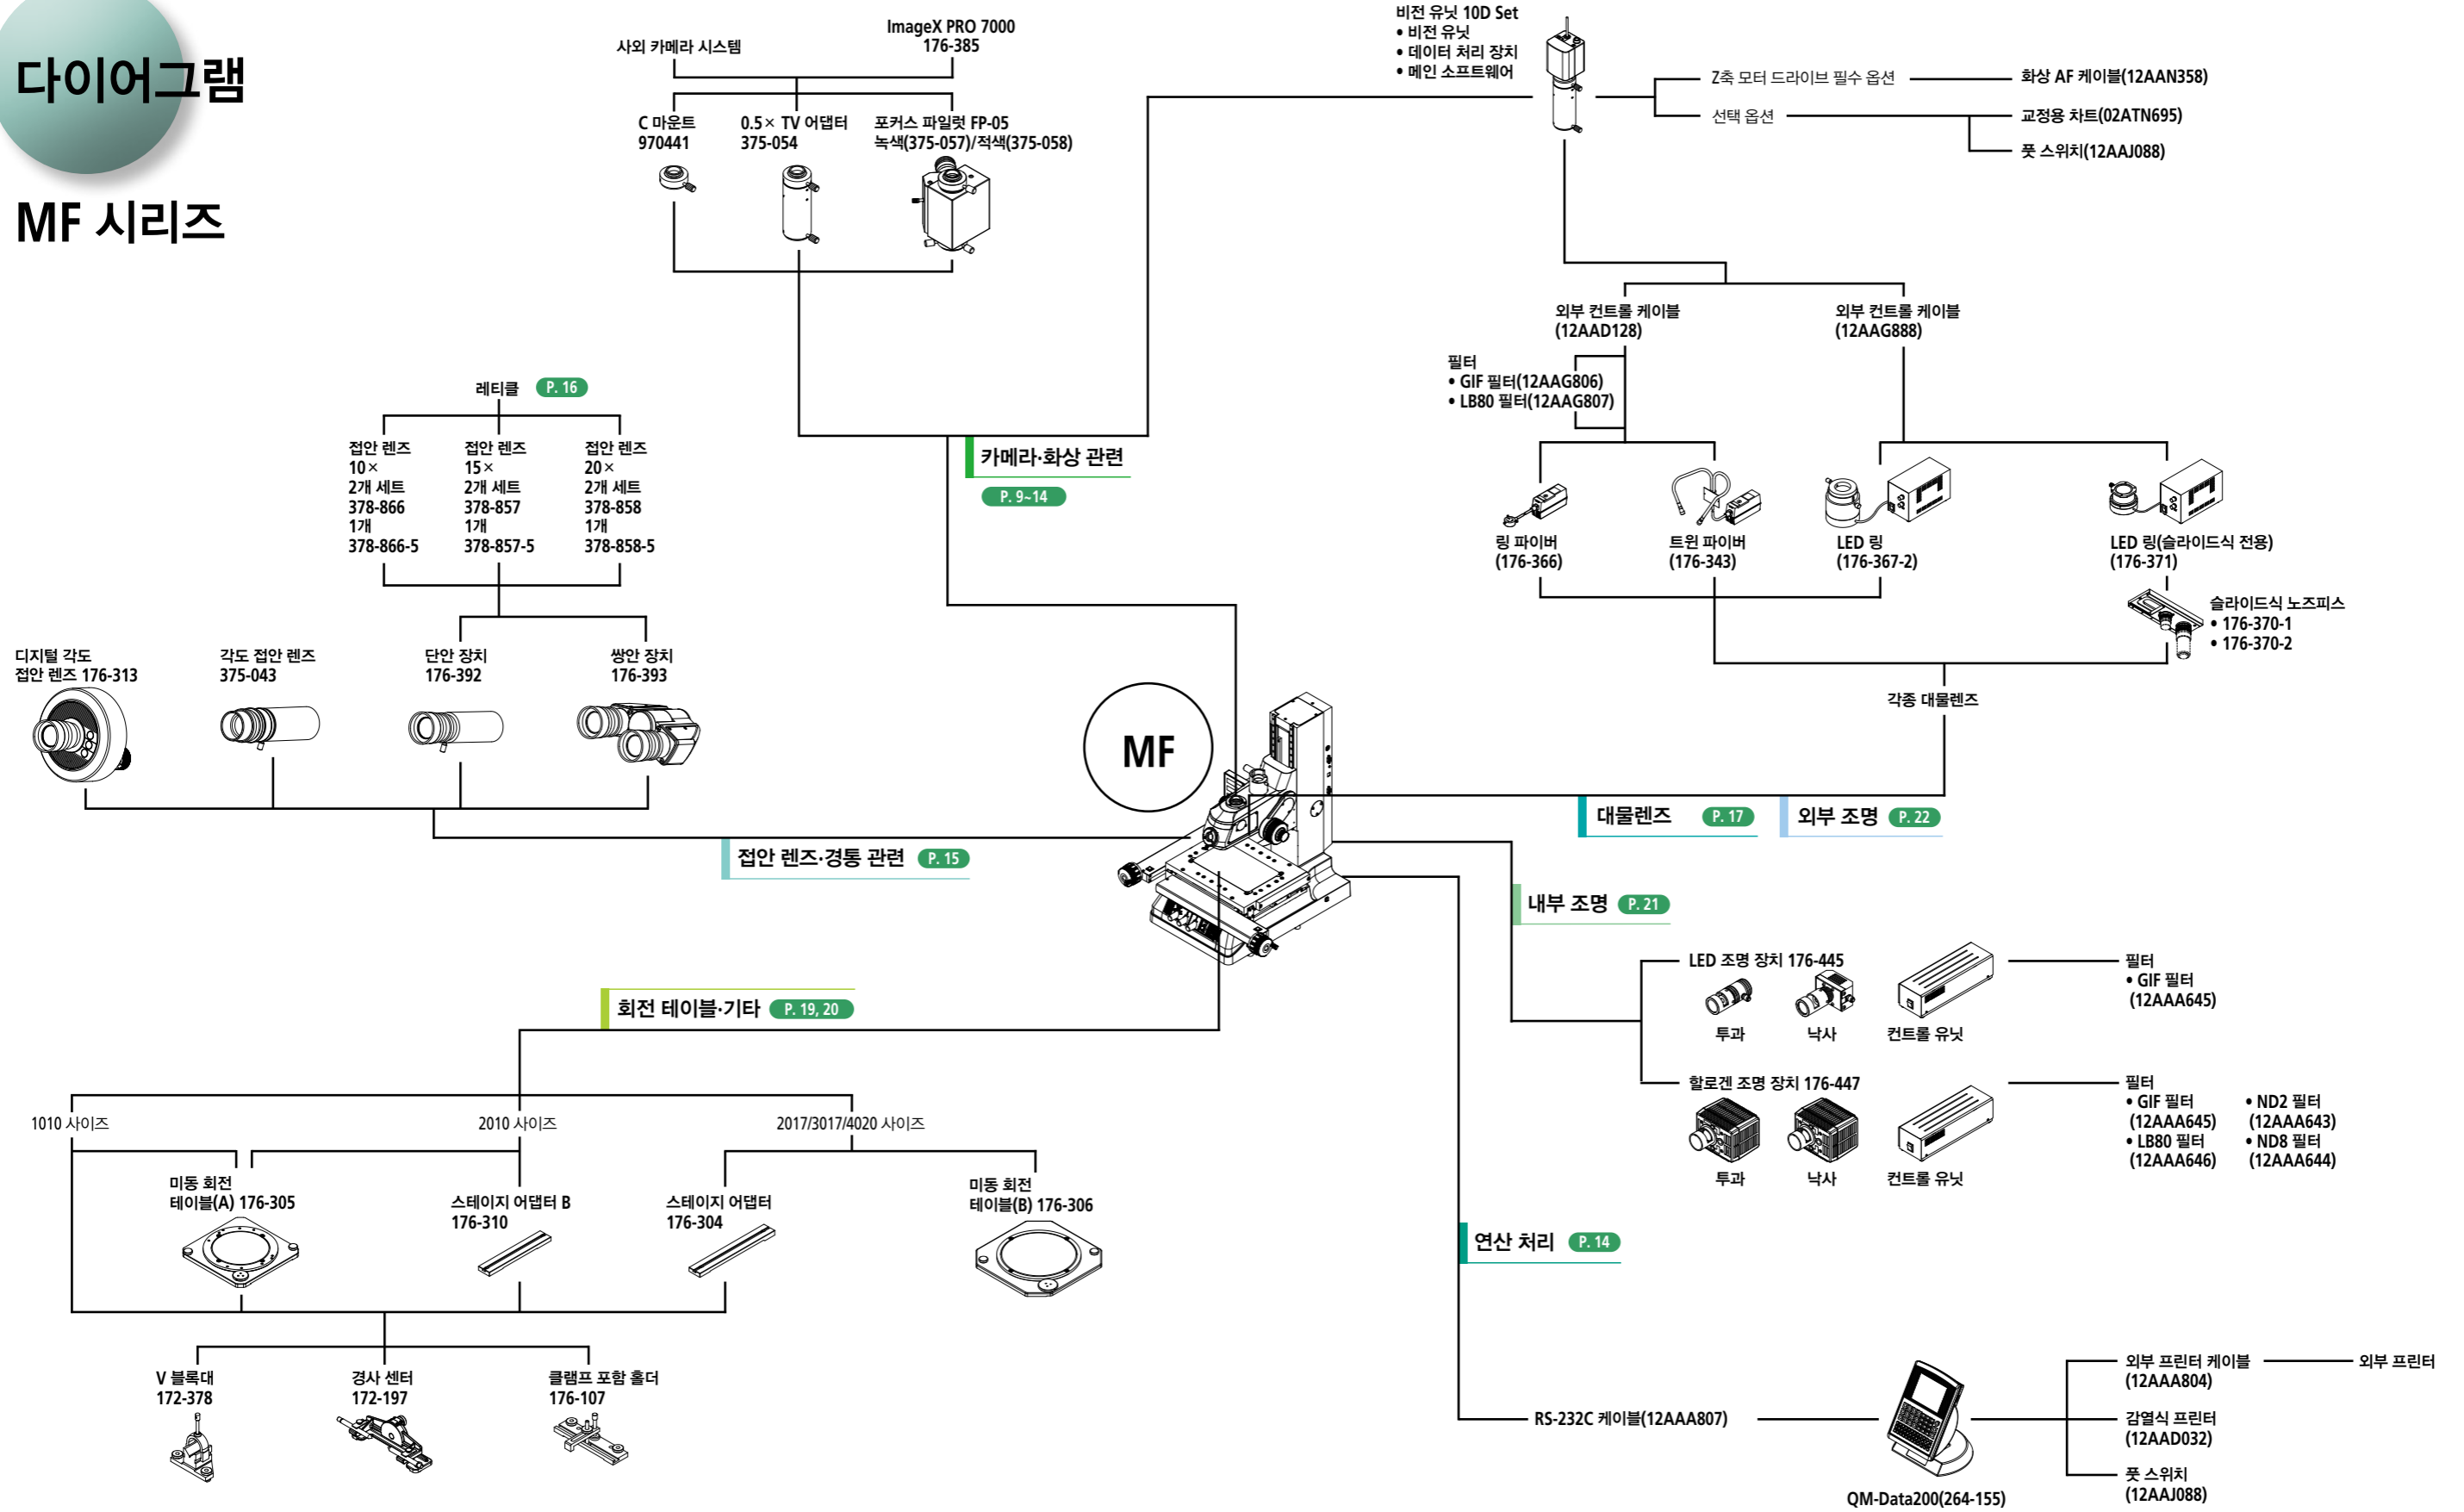 다이어그램
MF 시리즈
사외 카메라 시스템
ImageX PRO 7000
176-385
C 마운트
970441
0.5× TV 어댑터
375-054
포커스 파일럿 FP-05
녹색(375-057)/적색(375-058)
비전 유닛 10D Set
• 비전 유닛
• 데이터 처리 장치
• 메인 소프트웨어
Z축 모터 드라이브 필수 옵션
화상 AF 케이블(12AAN358)
선택 옵션
교정용 차트(02ATN695)
풋 스위치(12AAJ088)
외부 컨트롤 케이블
(12AAD128)
외부 컨트롤 케이블
(12AAG888)
필터
• GIF 필터(12AAG806)
• LB80 필터(12AAG807)
레티클 P. 16
접안 렌즈
10×
2개 세트
378-866
1개
378-866-5
접안 렌즈
15×
2개 세트
378-857
1개
378-857-5
접안 렌즈
20×
2개 세트
378-858
1개
378-858-5
카메라·화상 관련
P. 9~14
링 파이버
(176-366)
트윈 파이버
(176-343)
LED 링
(176-367-2)
LED 링(슬라이드식 전용)
(176-371)
슬라이드식 노즈피스
• 176-370-1
• 176-370-2
디지털 각도
접안 렌즈 176-313
각도 접안 렌즈
375-043
단안 장치
176-392
쌍안 장치
176-393
각종 대물렌즈
MF
대물렌즈 P. 17
외부 조명 P. 22
접안 렌즈·경통 관련 P. 15
내부 조명 P. 21
LED 조명 장치 176-445
투과
낙사
컨트롤 유닛
필터
• GIF 필터
(12AAA645)
할로겐 조명 장치 176-447
투과
낙사
컨트롤 유닛
필터
• GIF 필터
(12AAA645)
• LB80 필터
(12AAA646)
• ND2 필터
(12AAA643)
• ND8 필터
(12AAA644)
회전 테이블·기타 P. 19, 20
1010 사이즈
2010 사이즈
2017/3017/4020 사이즈
미동 회전
테이블(A) 176-305
스테이지 어댑터 B
176-310
스테이지 어댑터
176-304
미동 회전
테이블(B) 176-306
V 블록대
172-378
경사 센터
172-197
클램프 포함 홀더
176-107
연산 처리 P. 14
RS-232C 케이블(12AAA807)
QM-Data200(264-155)
외부 프린터 케이블
(12AAA804)
외부 프린터
감열식 프린터
(12AAD032)
풋 스위치
(12AAJ088)